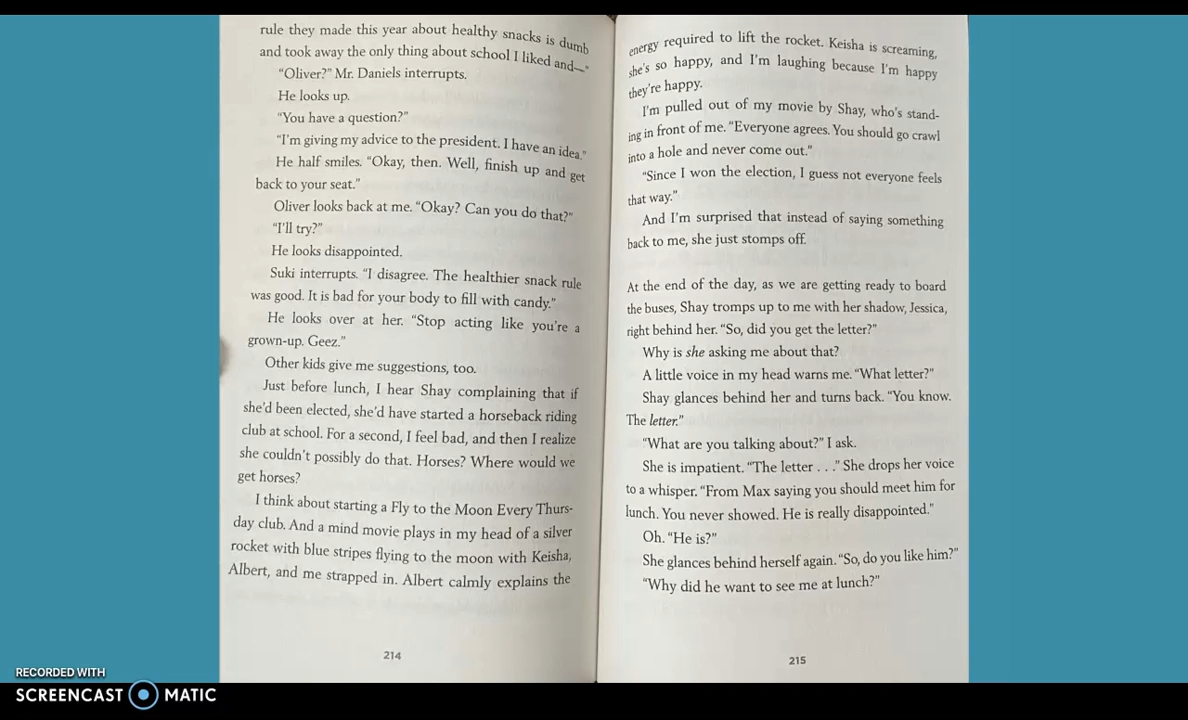 rule they made this year about healthy snacks is dumb
and took away the only thing about school I liked and—"
"Oliver?" Mr. Daniels interrupts.
He looks up.
"You have a question?"
"I'm giving my advice to the president. I have an idea."
He half smiles. "Okay, then. Well, finish up and get
back to your seat."
Oliver looks back at me. "Okay? Can you do that?"
"I'll try?"
He looks disappointed.
Suki interrupts. "I disagree. The healthier snack rule
was good. It is bad for your body to fill with candy."
He looks over at her. "Stop acting like you're a
grown-up. Geez."
Other kids give me suggestions, too.
Just before lunch, I hear Shay complaining that if
she'd been elected, she'd have started a horseback riding
club at school. For a second, I feel bad, and then I realize
she couldn't possibly do that. Horses? Where would we
get horses?
I think about starting a Fly to the Moon Every Thurs-
day club. And a mind movie plays in my head of a silver
rocket with blue stripes flying to the moon with Keisha,
Albert, and me strapped in. Albert calmly explains the
214
energy required to lift the rocket. Keisha is screaming,
she's so happy, and I'm laughing because I'm happy
they're happy.
I'm pulled out of my movie by Shay, who's stand-
ing in front of me. "Everyone agrees. You should go crawl
into a hole and never come out."
"Since I won the election, I guess not everyone feels
that way."
And I'm surprised that instead of saying something
back to me, she just stomps off.
At the end of the day, as we are getting ready to board
the buses, Shay tromps up to me with her shadow, Jessica,
right behind her. "So, did you get the letter?"
Why is she asking me about that?
A little voice in my head warns me. "What letter?"
Shay glances behind her and turns back. "You know.
The letter."
"What are you talking about?" I ask.
She is impatient. "The letter . . ." She drops her voice
to a whisper. "From Max saying you should meet him for
lunch. You never showed. He is really disappointed."
Oh. "He is?"
She glances behind herself again. "So, do you like him?"
"Why did he want to see me at lunch?"
215
RECORDED WITH
SCREENCAST MATIC